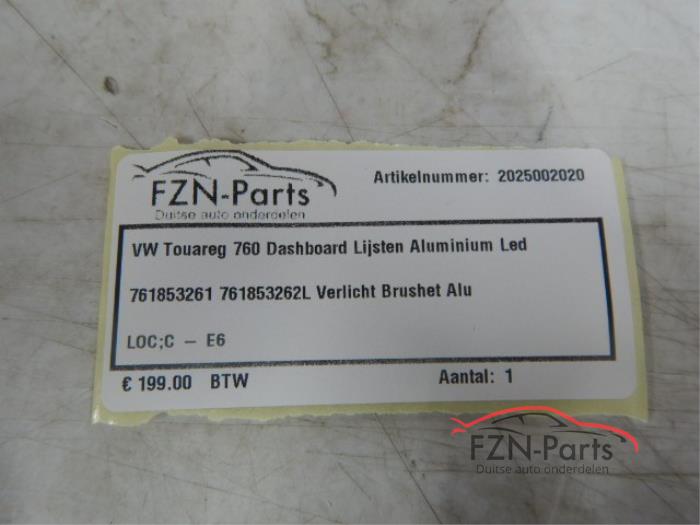 FZN-Parts
Duitse auto onderdelen
Artikelnummer: 2025002020
VW Touareg 760 Dashboard Lijsten Aluminium Led
761853261 761853262L Verlicht Brushet Alu
LOC;C - E6
€ 199.00 BTW
Aantal: 1
FZN-Parts
Duitse auto onderdelen